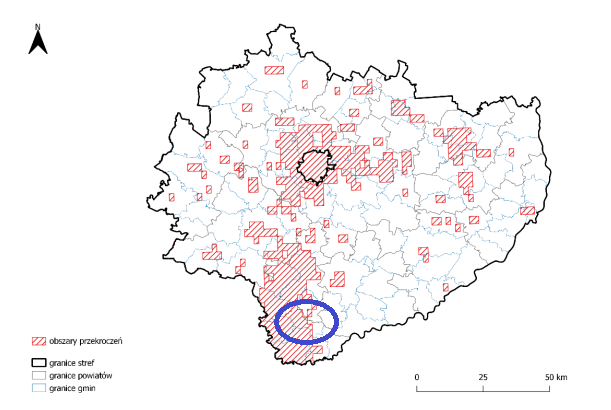 N
obszary przekroczeń
granice stref
granice powiatów
granice gmin
0 25 50 km